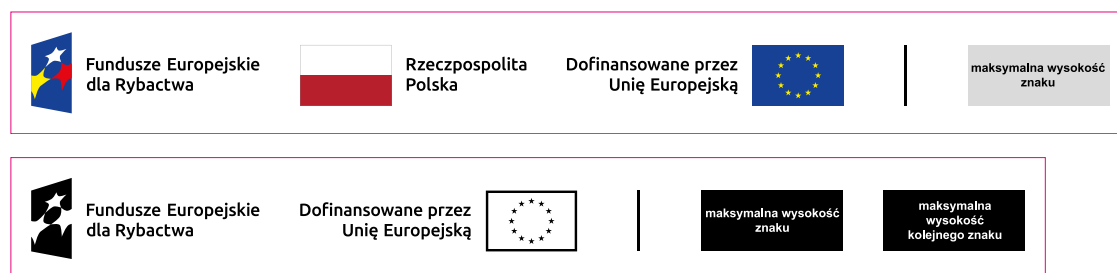 Fundusze Europejskie
dla Rybactwa
Rzeczpospolita
Polska
Dofinansowane przez
Unię Europejską
maksymalna wysokość
znaku
Fundusze Europejskie
dla Rybactwa
Dofinansowane przez
Unię Europejską
maksymalna wysokość
znaku
maksymalna
wysokość
kolejnego znaku